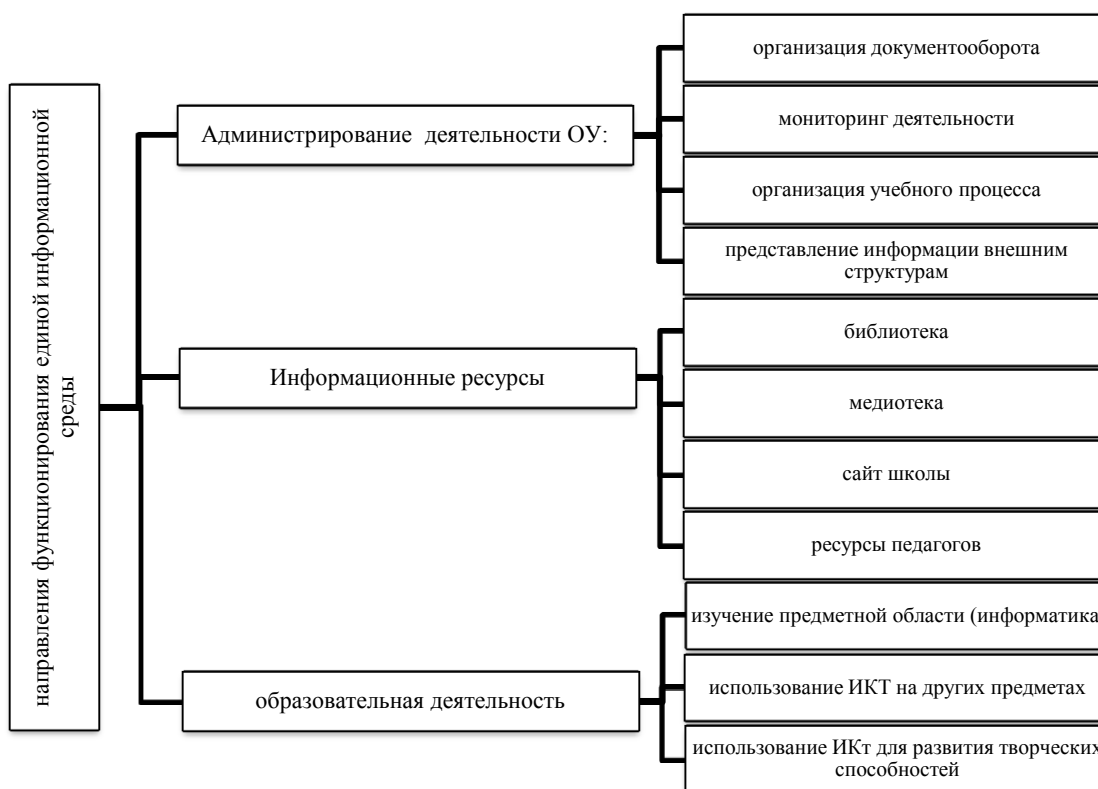 направления функционирования единой информационной
среды
Администрирование деятельности ОУ:
организация документооборота
мониторинг деятельности
организация учебного процесса
представление информации внешним
структурам
Информационные ресурсы
библиотека
медиотека
сайт школы
ресурсы педагогов
образовательная деятельность
изучение предметной области (информатика
использование ИКТ на других предметах
использование ИКт для развития творческих
способностей